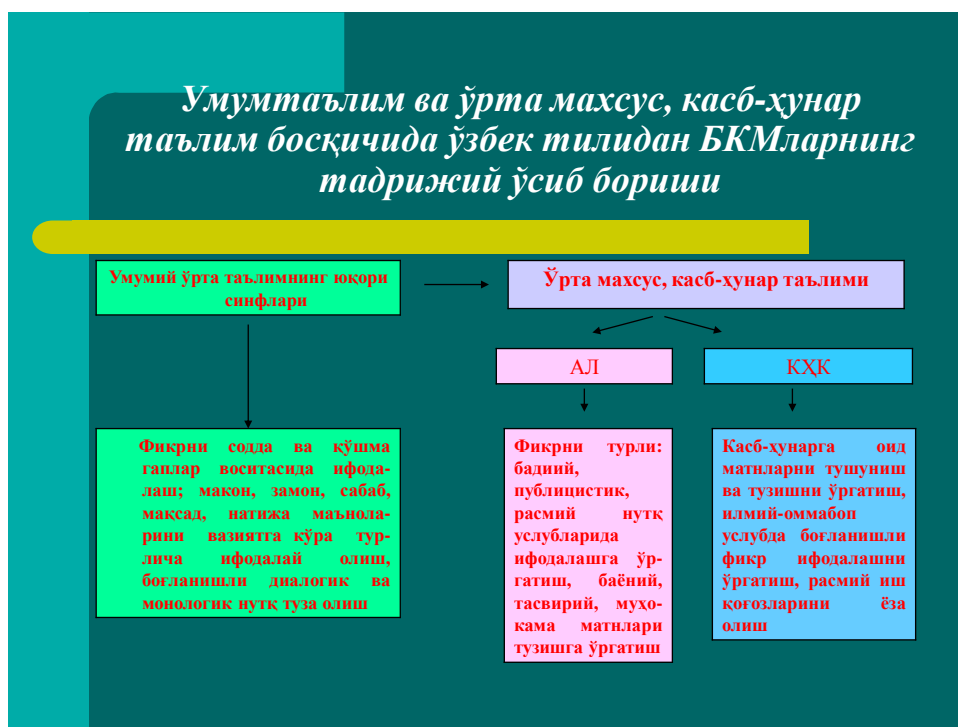 Умумтаълим ва ўрта махсус, касб-ҳунар
таълим босқичида ўзбек тилидан БКМларнинг
тадрижий ўсиб бориши
Умумий ўрта таълимнинг юқори
синфлари
Ўрта махсус, касб-ҳунар таълими
АЛ
КҲК
Фикрни содда ва қўшма
гаплар воситасида ифода-
лаш; макон, замон, сабаб,
мақсад, натижа маънола-
рини вазиятга кўра тур-
лича ифодалай олиш,
боғланишли диалогик ва
монологик нутқ туза олиш
Фикрни турли:
бадиий,
публицистик,
расмий нутқ
услубларида
ифодалашга ўр-
гатиш, баёний,
тасвирий, муҳо-
кама матнлари
тузишга ўргатиш
Касб-ҳунарга оид
матнларни тушуниш
ва тузишни ўргатиш,
илмий-оммабоп
услубда боғланишли
фикр ифодалашни
ўргатиш, расмий иш
қоғозларини ёза
олиш